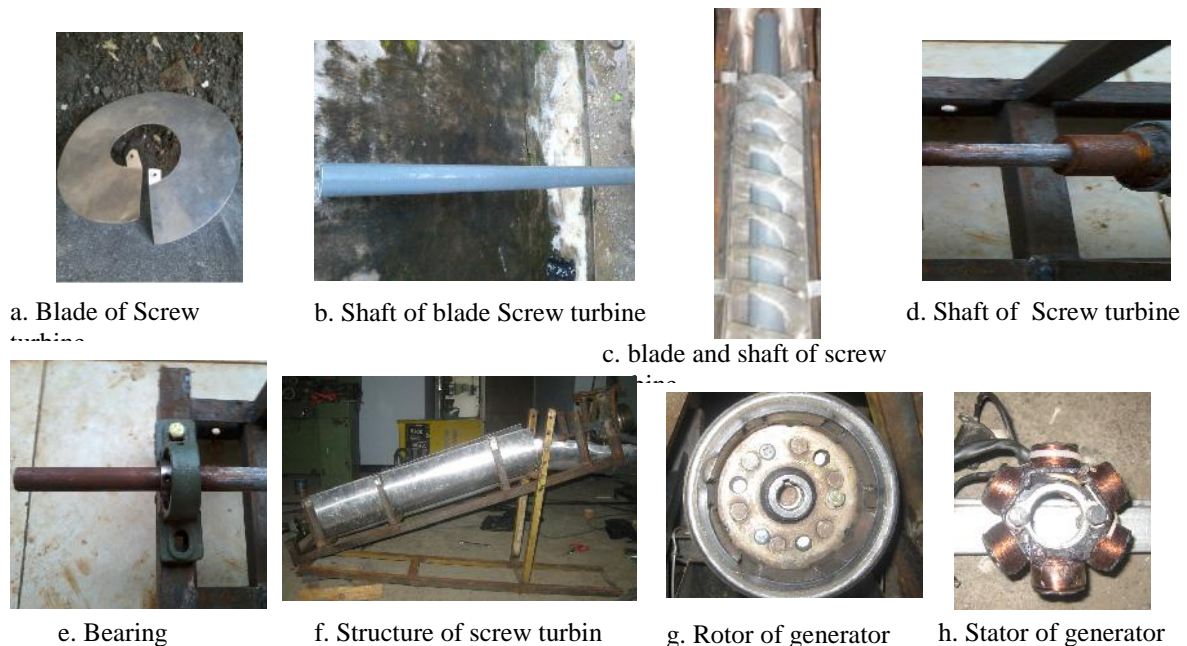 a. Blade of Screw
b. Shaft of blade Screw turbine
c. blade and shaft of screw
d. Shaft of  Screw turbine
e. Bearing
f. Structure of screw turbin
g. Rotor of generator
h. Stator of generator